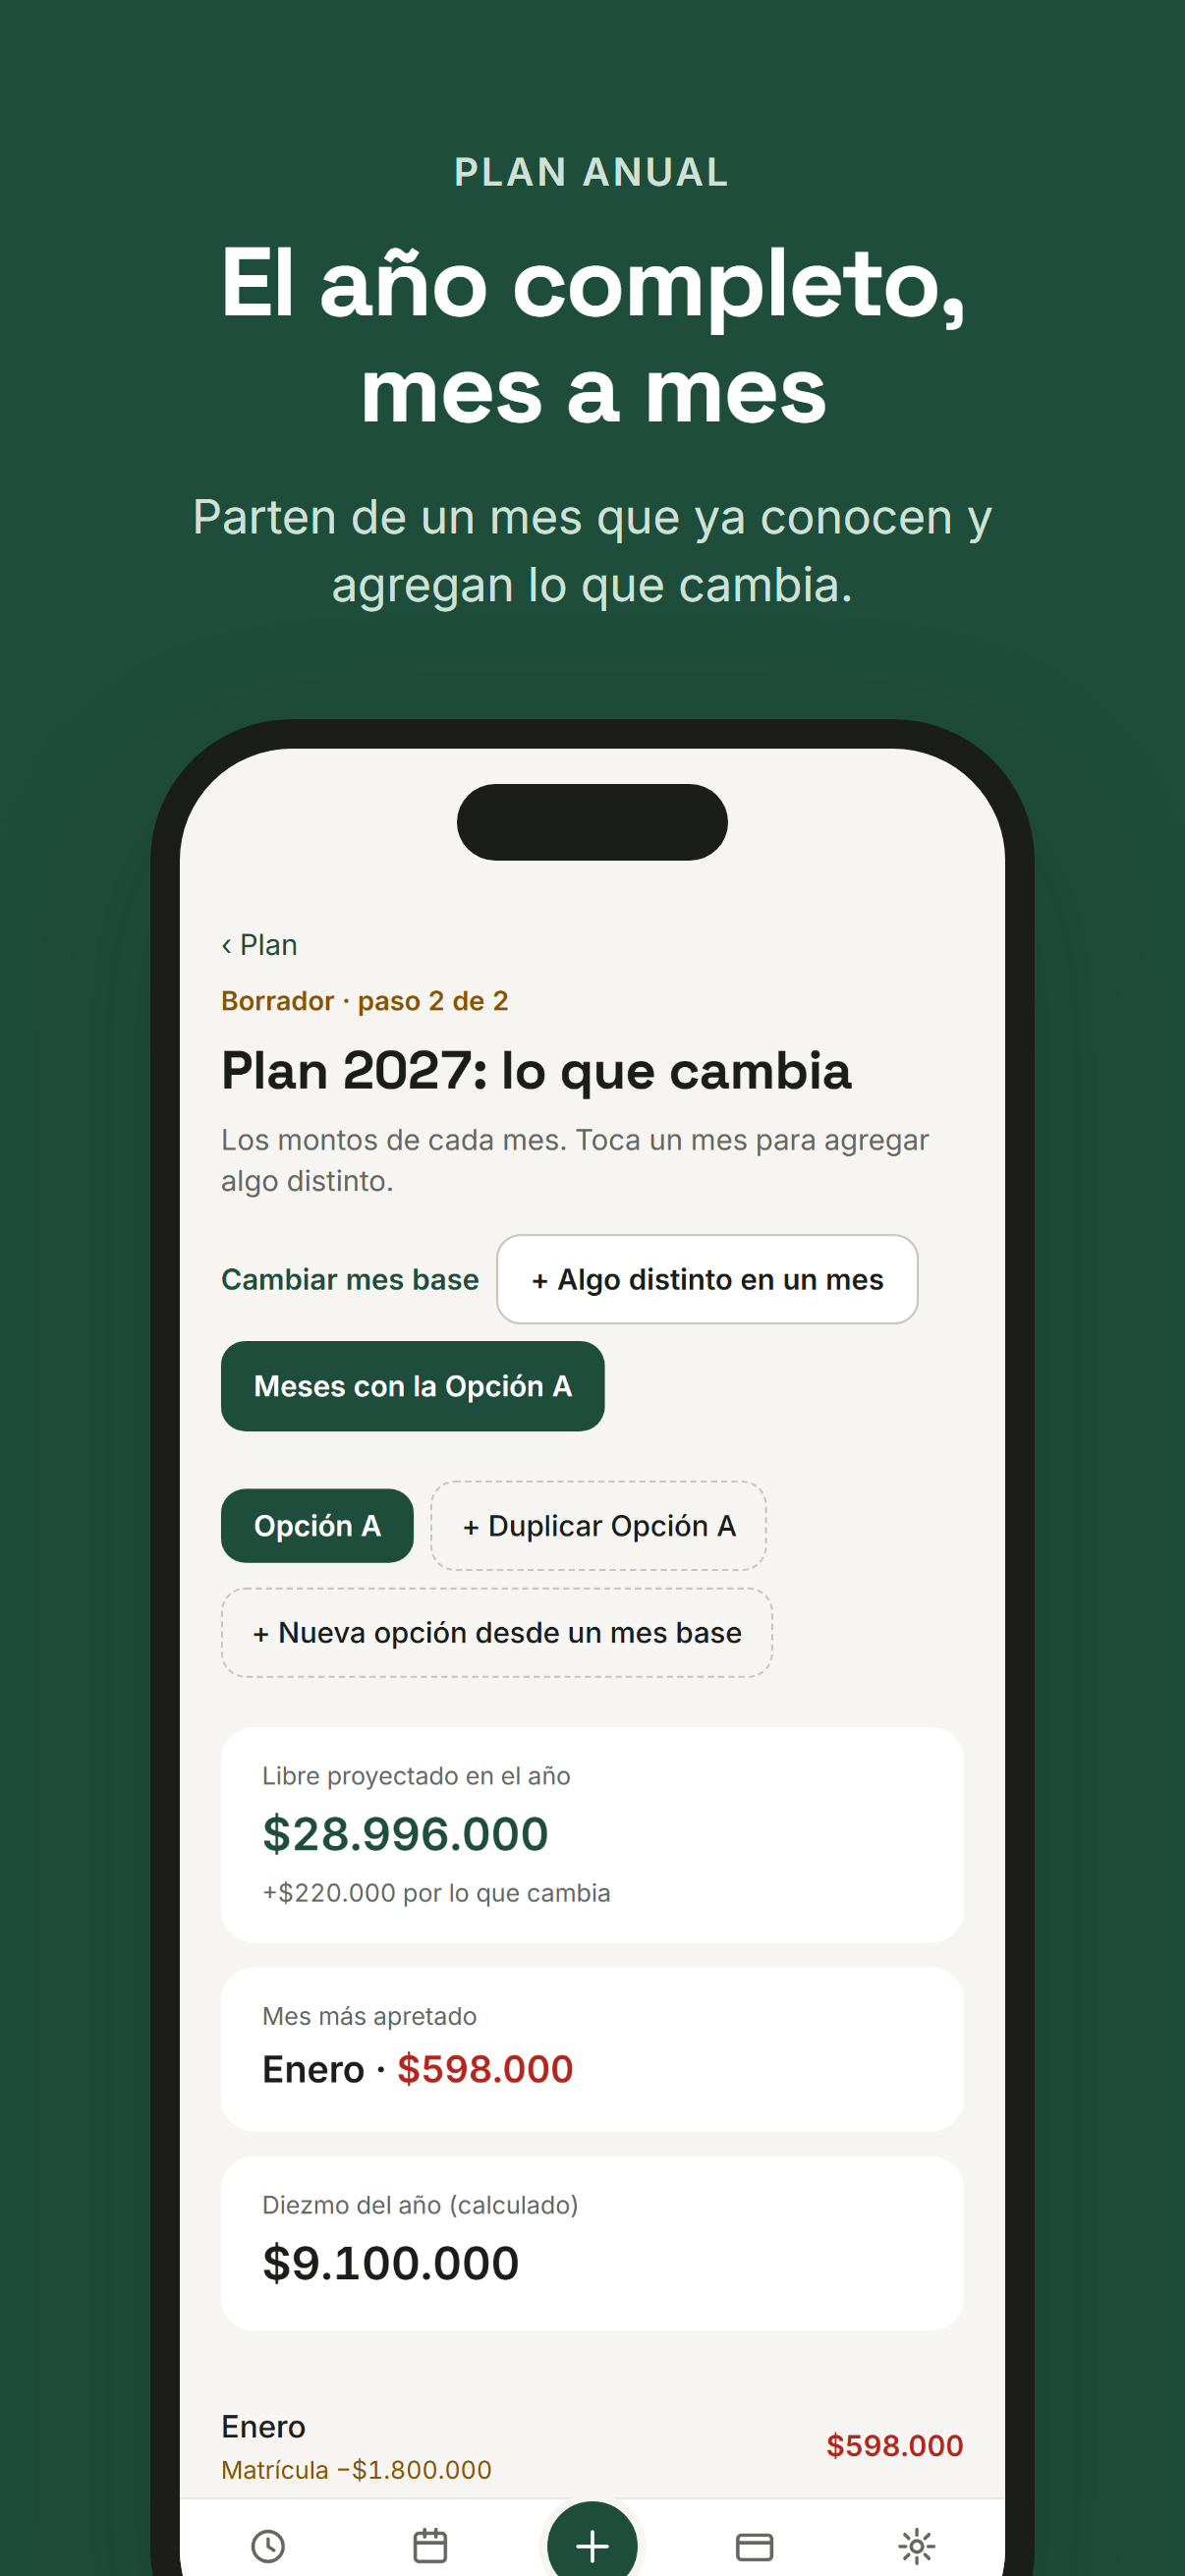 PLAN ANUAL
El año completo,
mes a mes
Parten de un mes que ya conocen y
agregan lo que cambia.
‹ Plan
Borrador · paso 2 de 2
Plan 2027: lo que cambia
Los montos de cada mes. Toca un mes para agregar
algo distinto.
Cambiar mes base
+ Algo distinto en un mes
Meses con la Opción A
Opción A
+ Duplicar Opción A
+ Nueva opción desde un mes base
Libre proyectado en el año
$28.996.000
+$220.000 por lo que cambia
Mes más apretado
Enero · $598.000
Diezmo del año (calculado)
$9.100.000
Enero
$598.000
Matrícula −$1.800.000